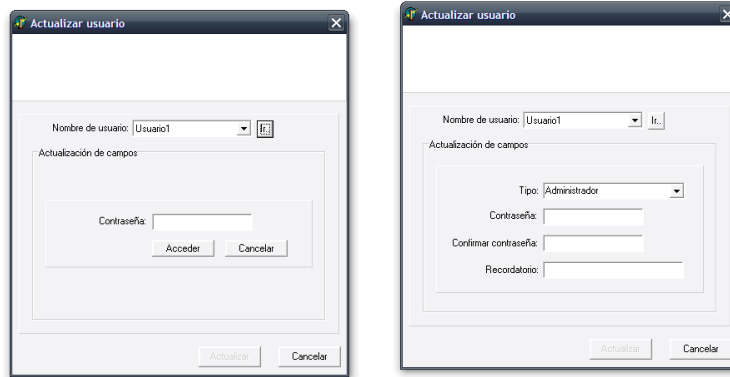 Actualizar usuario
Nombre de usuario: Usuario1 Ir..
Actualización de campos
Contraseña:
Acceder Cancelar
Actualizar Cancelar
Actualizar usuario
Nombre de usuario: Usuario1 Ir..
Actualización de campos
Tipo: Administrador
Contraseña:
Confirmar contraseña:
Recordatorio:
Actualizar Cancelar